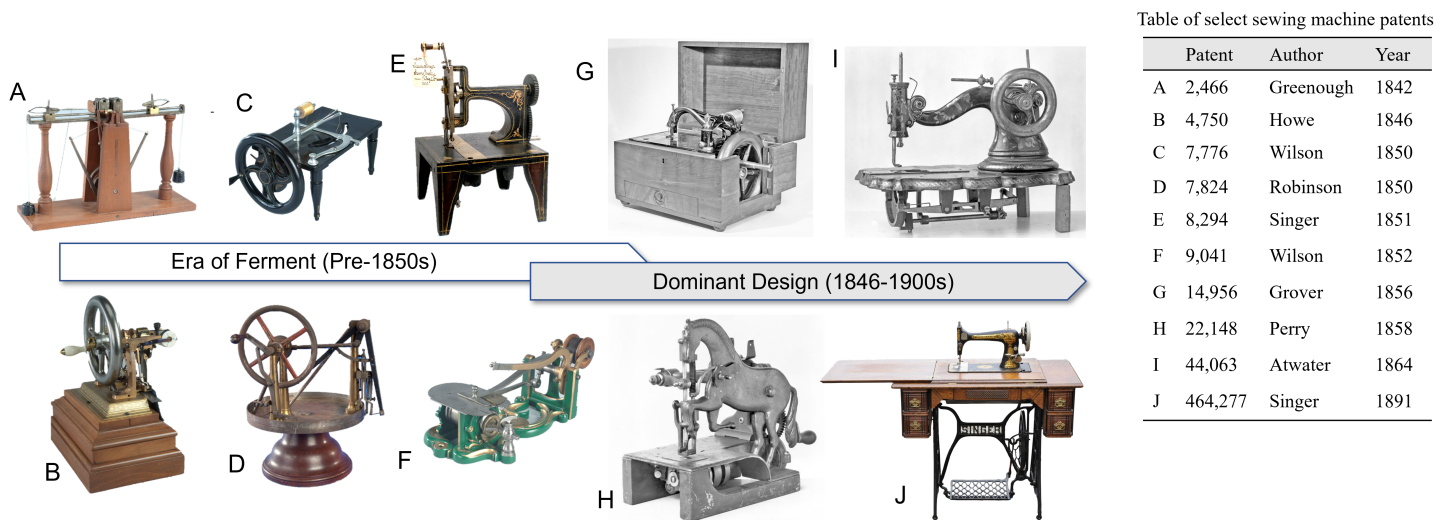 Table of select sewing machine patents
Patent Author Year
A 2,466 Greenough 1842
B 4,750 Howe 1846
C 7,776 Wilson 1850
D 7,824 Robinson 1850
E 8,294 Singer 1851
F 9,041 Wilson 1852
G 14,956 Grover 1856
H 22,148 Perry 1858
I 44,063 Atwater 1864
J 464,277 Singer 1891
A
C
E
G
I
Era of Ferment (Pre-1850s)
Dominant Design (1846-1900s)
B
D
F
H
J
SINGER